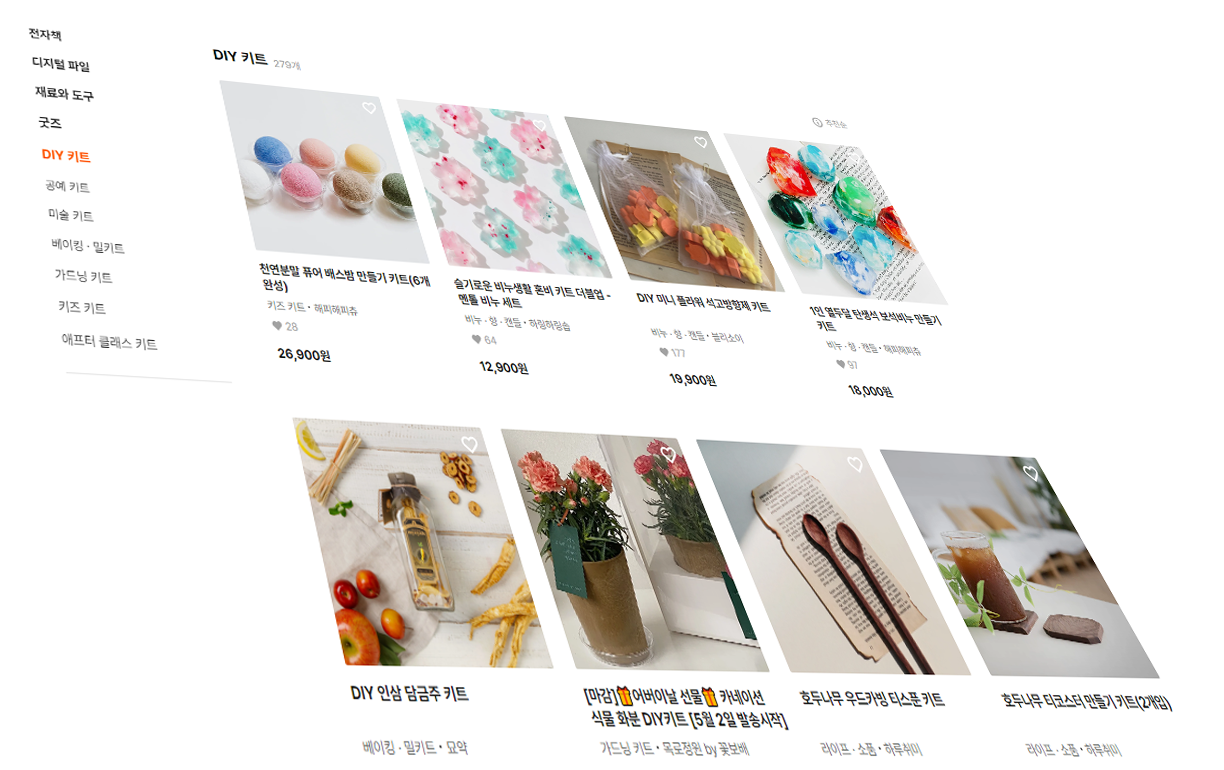 전자책
디지털 파일
재료와 도구
굿즈
DIY 키트
공예 키트
미술 키트
베이킹 · 밀키트
가드닝 키트
키즈 키트
애프터 클래스 키트
DIY 키트 279개
추천순
천연분말 퓨어 배스밤 만들기 키트(6개
완성)
키즈 키트 • 해피해피츄
28
26,900원
슬기로운 비누생활 혼비 키트 더블업 -
멘톨 비누 세트
비누 · 향 · 캔들 • 하링하링솝
64
12,900원
DIY 미니 플라워 석고방향제 키트
비누 · 향 · 캔들 • 블리소이
177
19,900원
1인 열두달 탄생석 보석비누 만들기
키트
비누 · 향 · 캔들 • 해피해피츄
97
18,000원
DIY 인삼 담금주 키트
베이킹 · 밀키트 • 묘약
[마감]🎁어버이날 선물🎁 카네이션
식물 화분 DIY키트 [5월 2일 발송시작]
가드닝 키트 • 목로정원 by 꽃보배
호두나무 우드카빙 티스푼 키트
라이프 · 소품 • 하류쉬미
호두나무 티코스터 만들기 키트(2개입)
라이프 · 소품 • 하류쉬미